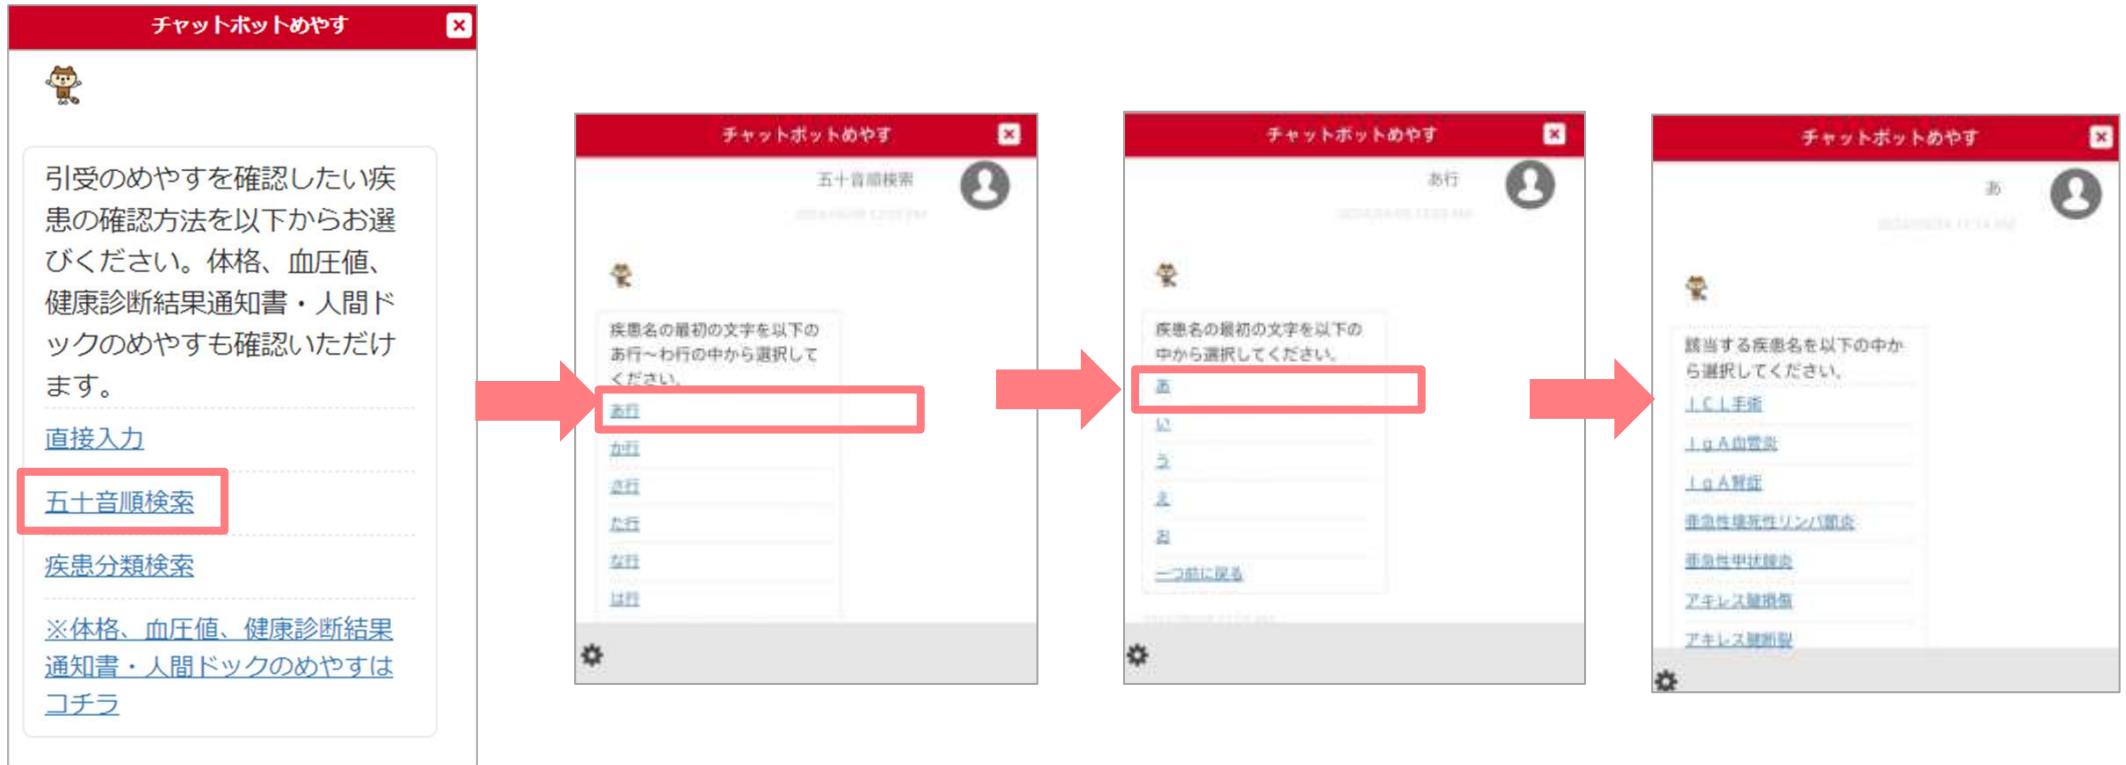 チャットボットめやす
引受のめやすを確認したい疾
患の確認方法を以下からお選
びください。体格、血圧値、
健康診断結果通知書・人間ド
ックのめやすも確認いただけ
ます。
直接入力
五十音順検索
疾患分類検索
※体格、血圧値、健康診断結果
通知書・人間ドックのめやすは
コチラ
チャットボットめやす
五十音順検索
疾患名の最初の文字を以下の
あ行～わ行の中から選択して
ください。
あ行
か行
さ行
た行
な行
は行
チャットボットめやす
あ行
疾患名の最初の文字を以下の
中から選択してください。
あ
い
う
え
お
一つ前に戻る
チャットボットめやす
あ
該当する疾患名を以下の中か
ら選択してください。
ＩＣＬ手術
ＩｇＡ血管炎
ＩｇＡ腎症
亜急性壊死性リンパ節炎
亜急性甲状腺炎
アキレス腱損傷
アキレス腱断裂